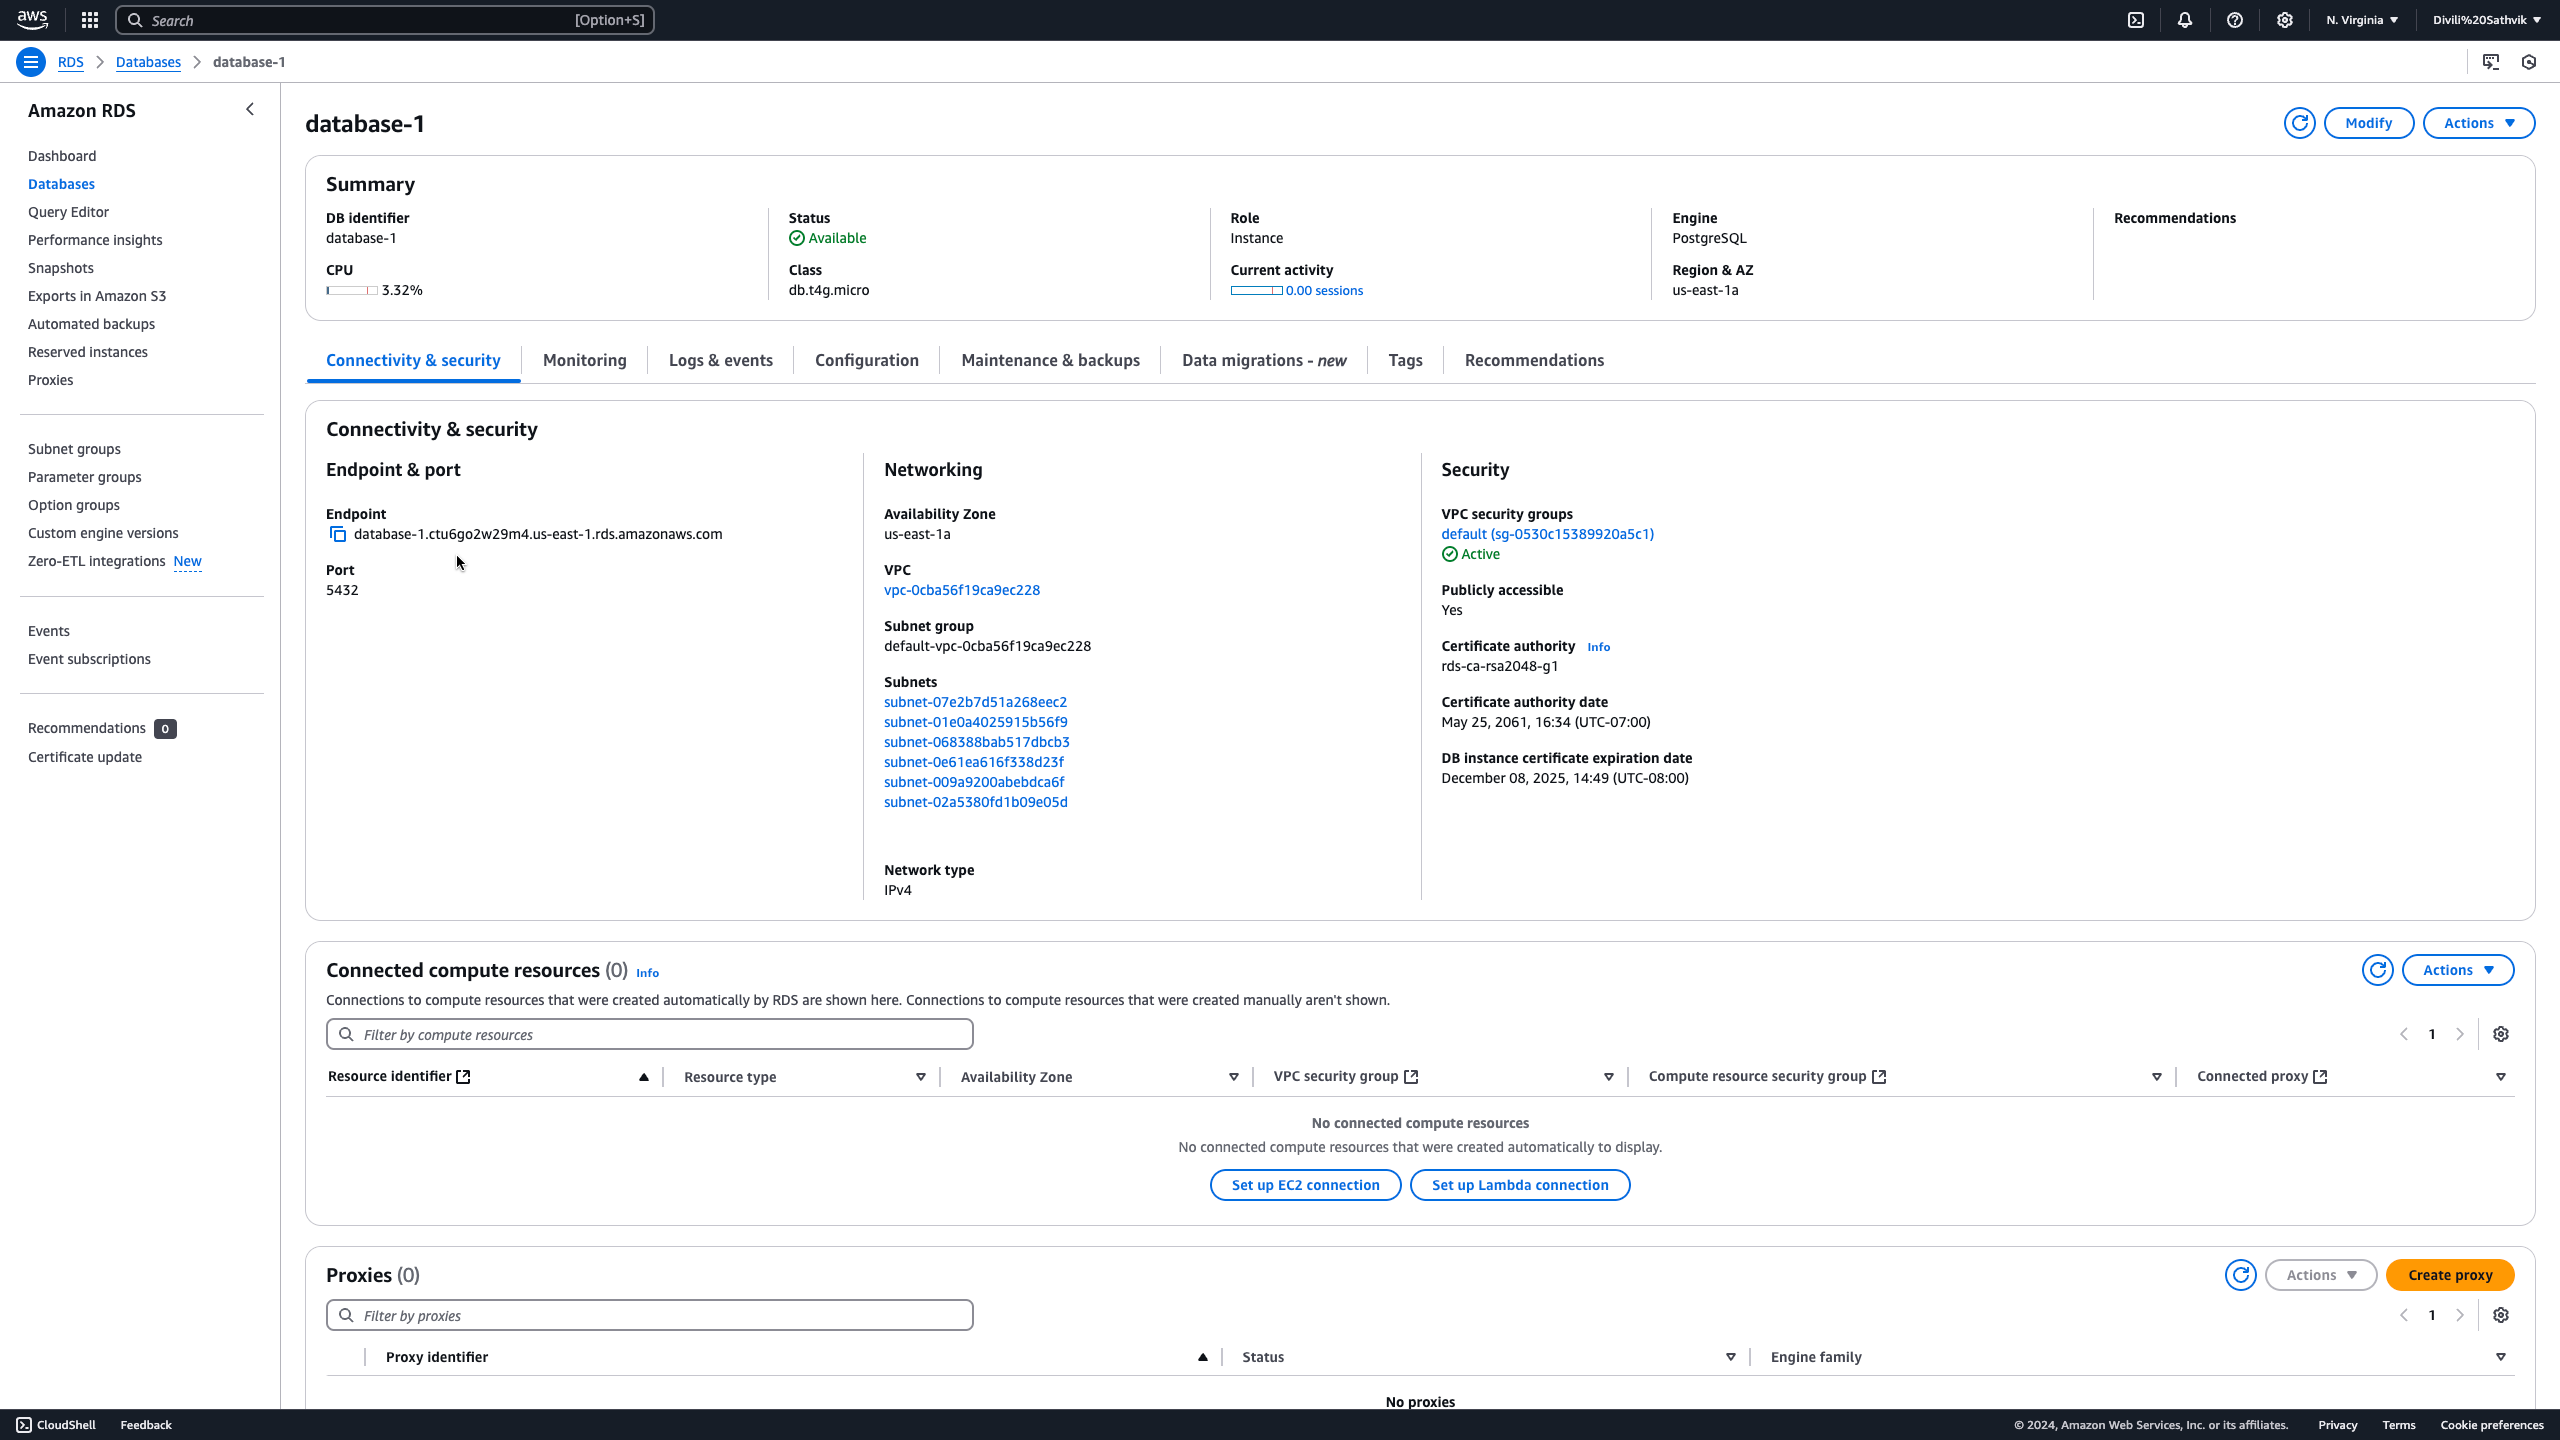 aws
Search [Option+S]
N. Virginia
Divili%20Sathvik
RDS
Databases
database-1
Amazon RDS
Dashboard
Databases
Query Editor
Performance insights
Snapshots
Exports in Amazon S3
Automated backups
Reserved instances
Proxies
Subnet groups
Parameter groups
Option groups
Custom engine versions
Zero-ETL integrations New
Events
Event subscriptions
Recommendations 0
Certificate update
database-1
Modify
Actions
Summary
DB identifier
database-1
CPU
3.32%
Status
Available
Class
db.t4g.micro
Role
Instance
Current activity
0.00 sessions
Engine
PostgreSQL
Region & AZ
us-east-1a
Recommendations
Connectivity & security
Monitoring
Logs & events
Configuration
Maintenance & backups
Data migrations - new
Tags
Recommendations
Connectivity & security
Endpoint & port
Endpoint
database-1.ctu6go2w29m4.us-east-1.rds.amazonaws.com
Port
5432
Networking
Availability Zone
us-east-1a
VPC
vpc-0cba56f19ca9ec228
Subnet group
default-vpc-0cba56f19ca9ec228
Subnets
subnet-07e2b7d51a268eec2
subnet-01e0a4025915b56f9
subnet-068388bab517dbcb3
subnet-0e61ea616f338d23f
subnet-009a9200abebdca6f
subnet-02a5380fd1b09e05d
Network type
IPv4
Security
VPC security groups
default (sg-0530c15389920a5c1)
Active
Publicly accessible
Yes
Certificate authority Info
rds-ca-rsa2048-g1
Certificate authority date
May 25, 2061, 16:34 (UTC-07:00)
DB instance certificate expiration date
December 08, 2025, 14:49 (UTC-08:00)
Connected compute resources (0) Info
Actions
Connections to compute resources that were created automatically by RDS are shown here. Connections to compute resources that were created manually aren't shown.
Filter by compute resources
1
Resource identifier
Resource type
Availability Zone
VPC security group
Compute resource security group
Connected proxy
No connected compute resources
No connected compute resources that were created automatically to display.
Set up EC2 connection
Set up Lambda connection
Proxies (0)
Actions
Create proxy
Filter by proxies
1
Proxy identifier
Status
Engine family
No proxies
CloudShell
Feedback
© 2024, Amazon Web Services, Inc. or its affiliates.
Privacy
Terms
Cookie preferences